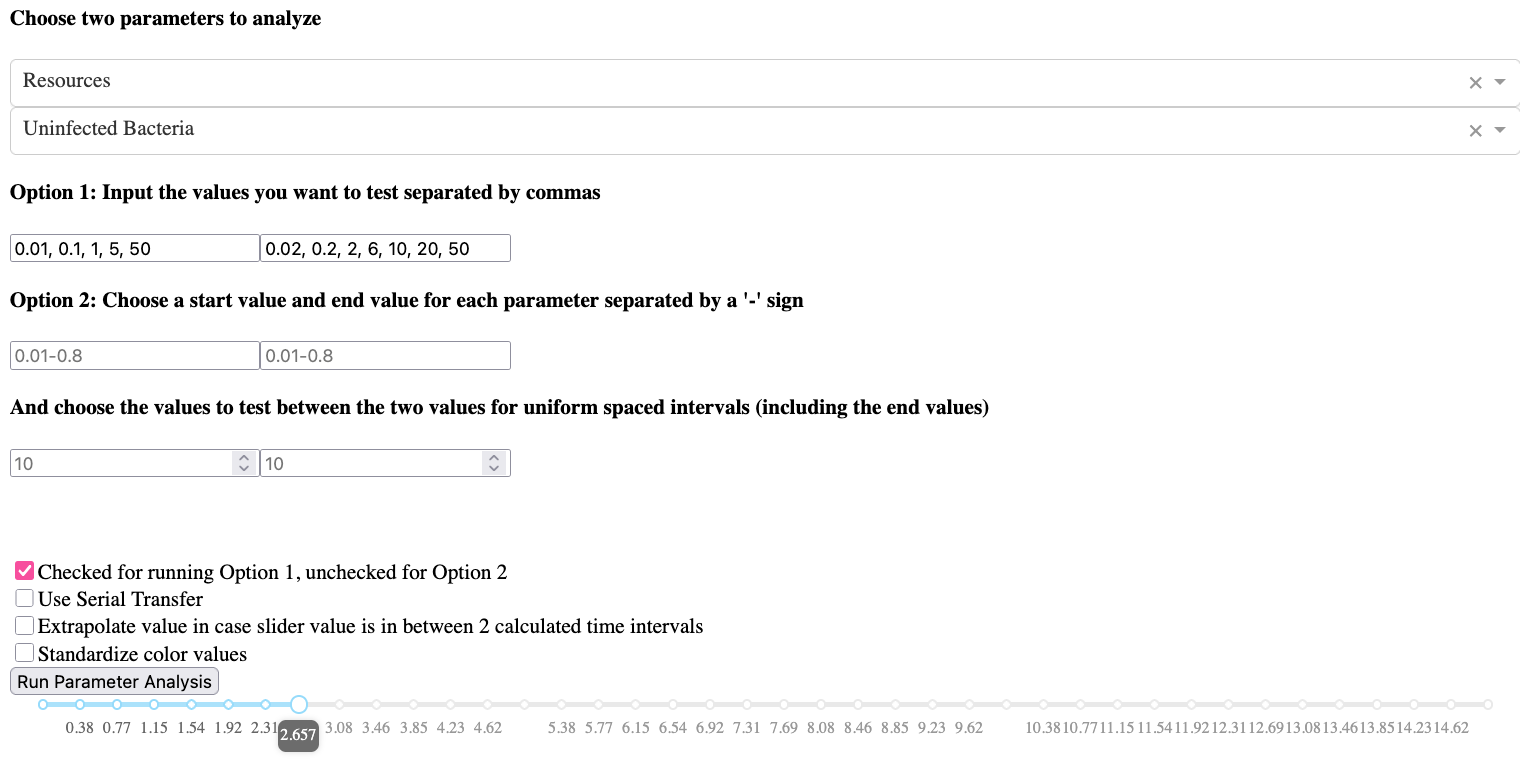 Choose two parameters to analyze
Resources
Uninfected Bacteria
Option 1: Input the values you want to test separated by commas
0.01, 0.1, 1, 5, 50 0.02, 0.2, 2, 6, 10, 20, 50
Option 2: Choose a start value and end value for each parameter separated by a '-' sign
0.01-0.8 0.01-0.8
And choose the values to test between the two values for uniform spaced intervals (including the end values)
10 10
Checked for running Option 1, unchecked for Option 2
Use Serial Transfer
Extrapolate value in case slider value is in between 2 calculated time intervals
Standardize color values
Run Parameter Analysis
0.38 0.77 1.15 1.54 1.92 2.31 2.657 3.08 3.46 3.85 4.23 4.62 5.38 5.77 6.15 6.54 6.92 7.31 7.69 8.08 8.46 8.85 9.23 9.62 10.38 10.77 11.15 11.54 11.92 12.31 12.69 13.08 13.46 13.85 14.23 14.62